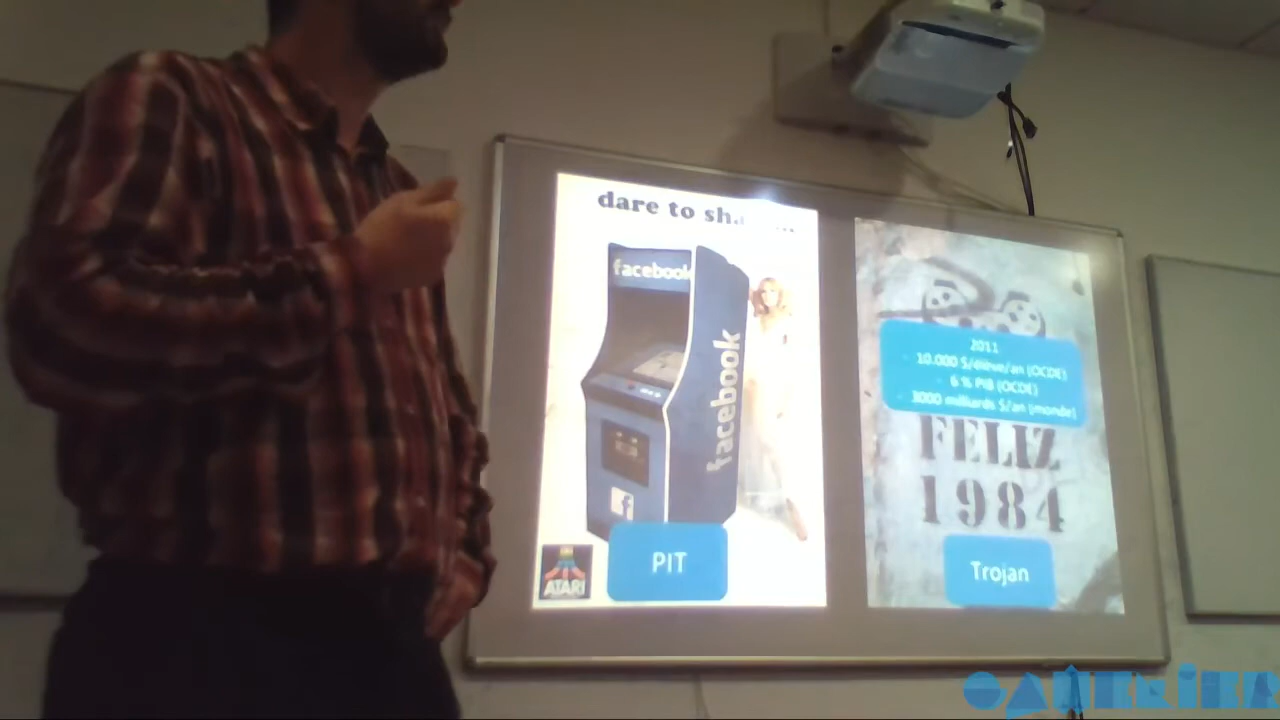 dare to
facebook
facebook
f
ATARI
PIT
2011
10.000 $/élève/an (OCDE)
6 % PIB (OCDE)
3000 milliards $/an (monde)
FELIZ
1984
Trojan